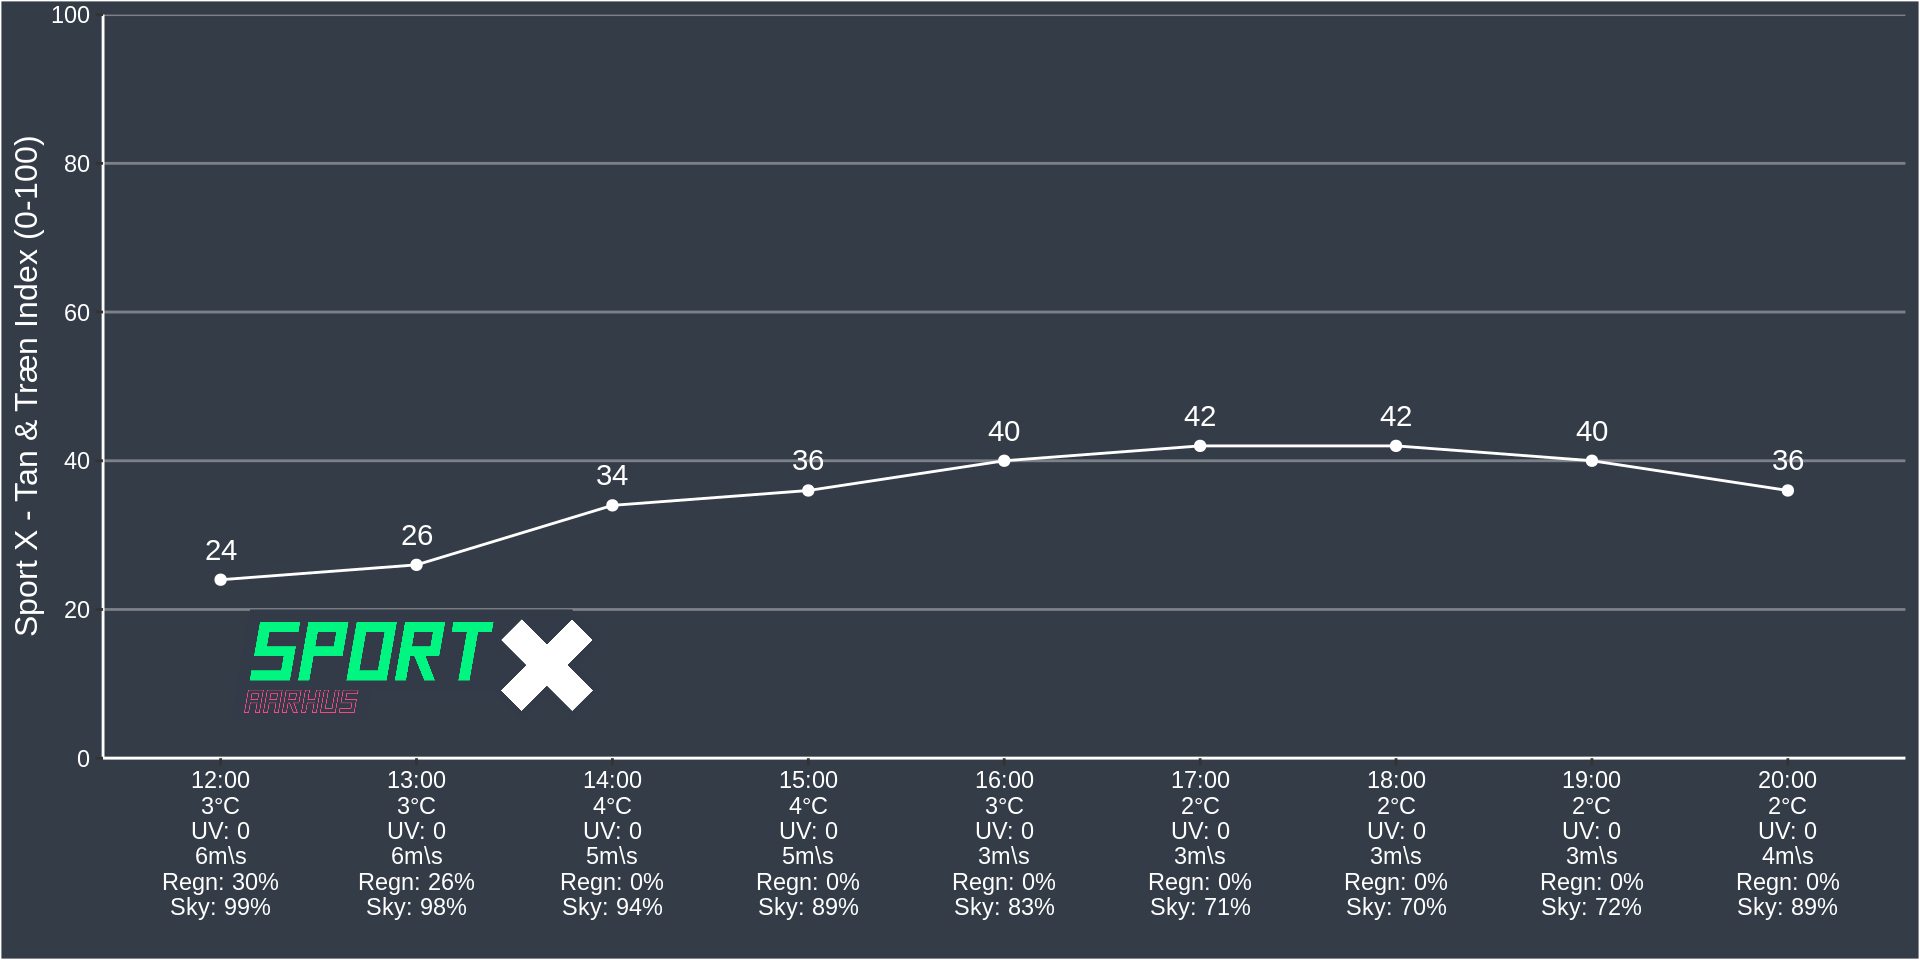 Sport X - Tan & Træn Index (0-100)
100
80
60
40
20
0
24
26
34
36
40
42
42
40
36
SPORT X
AARHUS
12:00 13:00 14:00 15:00 16:00 17:00 18:00 19:00 20:00
3°C 3°C 4°C 4°C 3°C 2°C 2°C 2°C 2°C
UV: 0 UV: 0 UV: 0 UV: 0 UV: 0 UV: 0 UV: 0 UV: 0 UV: 0
6m\s 6m\s 5m\s 5m\s 3m\s 3m\s 3m\s 3m\s 4m\s
Regn: 30% Regn: 26% Regn: 0% Regn: 0% Regn: 0% Regn: 0% Regn: 0% Regn: 0% Regn: 0%
Sky: 99% Sky: 98% Sky: 94% Sky: 89% Sky: 83% Sky: 71% Sky: 70% Sky: 72% Sky: 89%